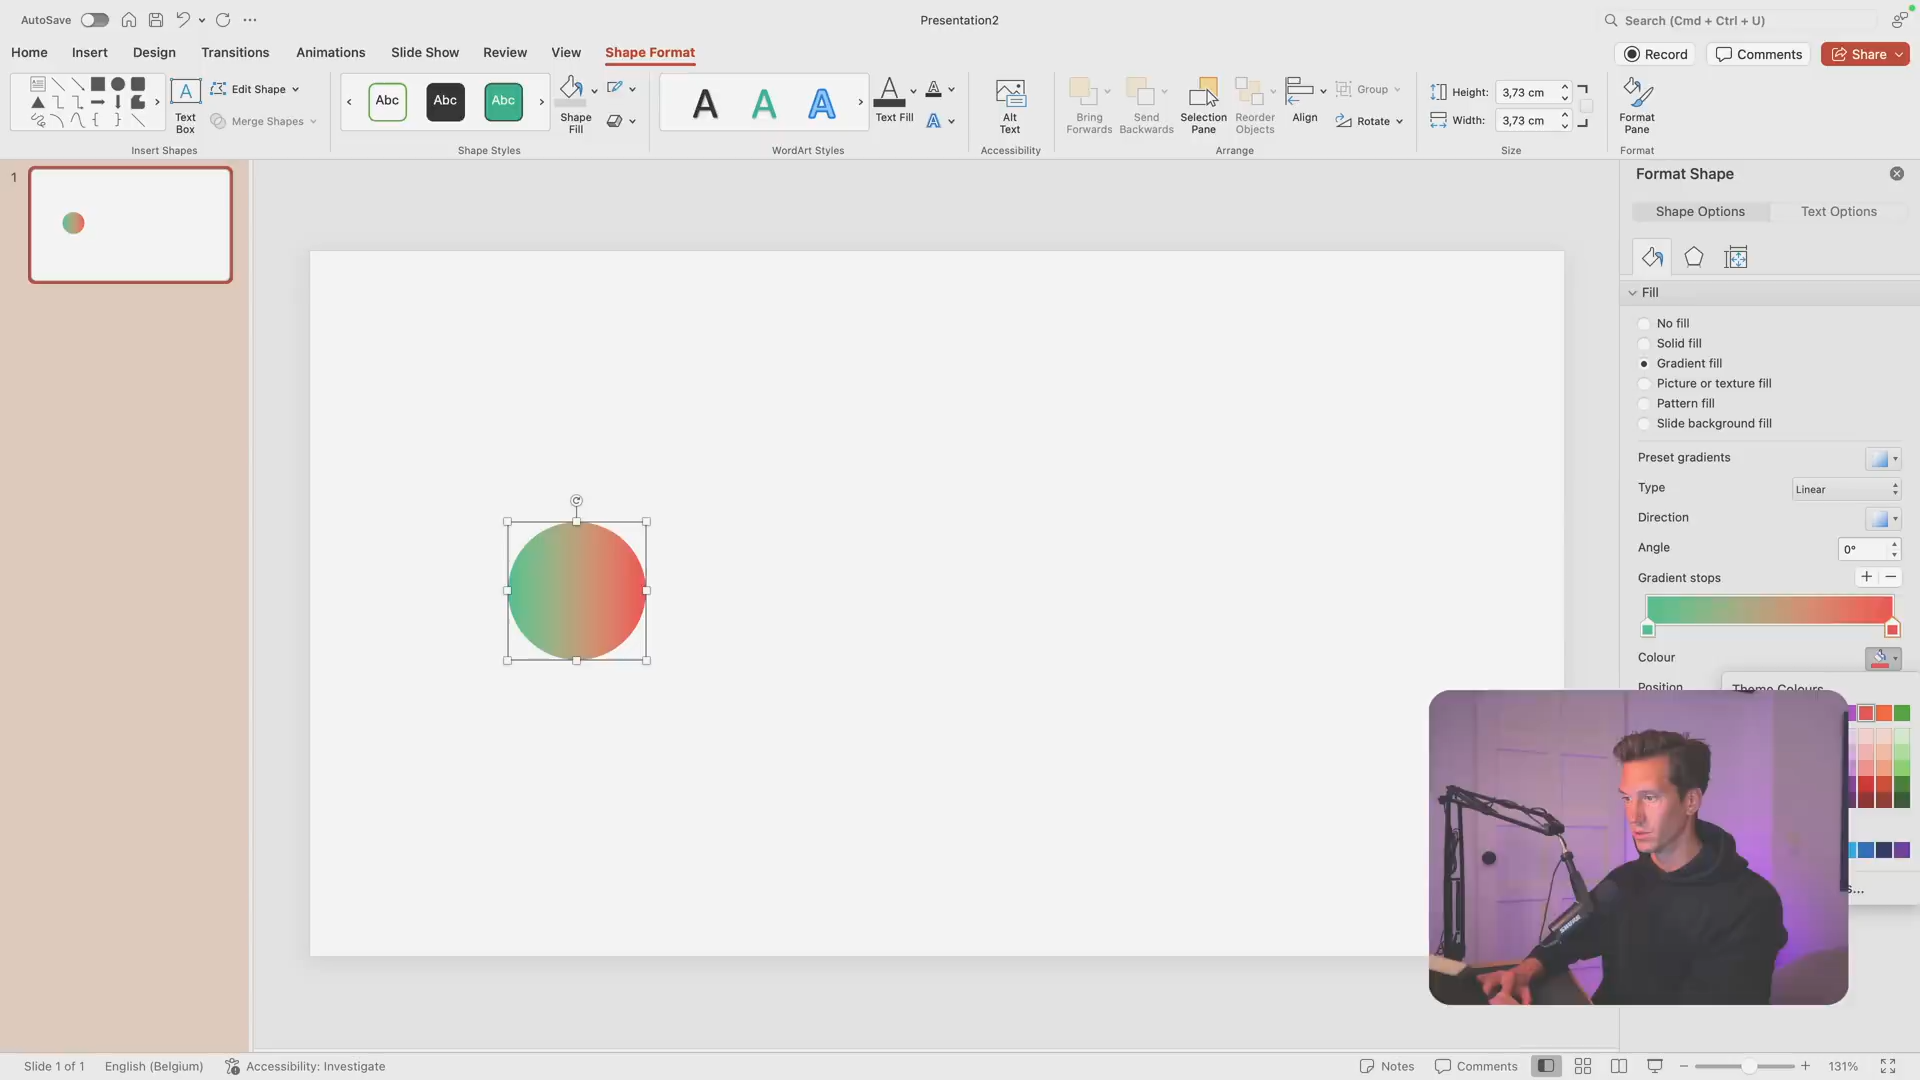 AutoSave
Presentation2
Search (Cmd + Ctrl + U)
Home Insert Design Transitions Animations Slide Show Review View Shape Format
Record Comments Share
Text Box
Edit Shape
Merge Shapes
Insert Shapes
Abc Abc Abc
Shape Fill
Shape Styles
A A A
Text Fill
WordArt Styles
Alt Text
Accessibility
Bring Forwards
Send Backwards
Selection Pane
Reorder Objects
Align
Group
Rotate
Arrange
Height: 3,73 cm
Width: 3,73 cm
Size
Format Pane
Format
1
Format Shape
Shape Options Text Options
Fill
No fill
Solid fill
Gradient fill
Picture or texture fill
Pattern fill
Slide background fill
Preset gradients
Type Linear
Direction
Angle 0°
Gradient stops
Colour
Position
Theme Colours
s...
Slide 1 of 1 English (Belgium) Accessibility: Investigate
Notes Comments 131%